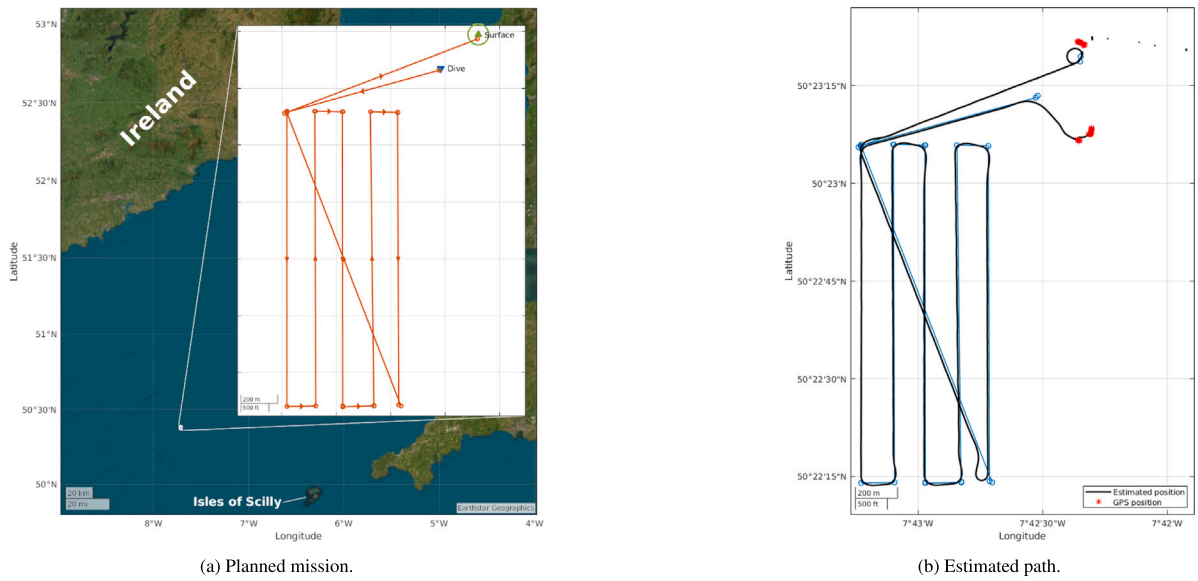 53°N
52°30'N
52°N
51°30'N
51°N
50°30'N
50°N
Latitude
Ireland
Surface
Dive
200 m
500 ft
20 km
20 mi
Isles of Scilly
Earthstar Geographics
8°W 7°W 6°W 5°W 4°W
Longitude
(a) Planned mission.
50°23'15"N
50°23'N
50°22'45"N
50°22'30"N
50°22'15"N
Latitude
200 m
500 ft
Estimated position
GPS position
7°43'W 7°42'30"W 7°42'W
Longitude
(b) Estimated path.